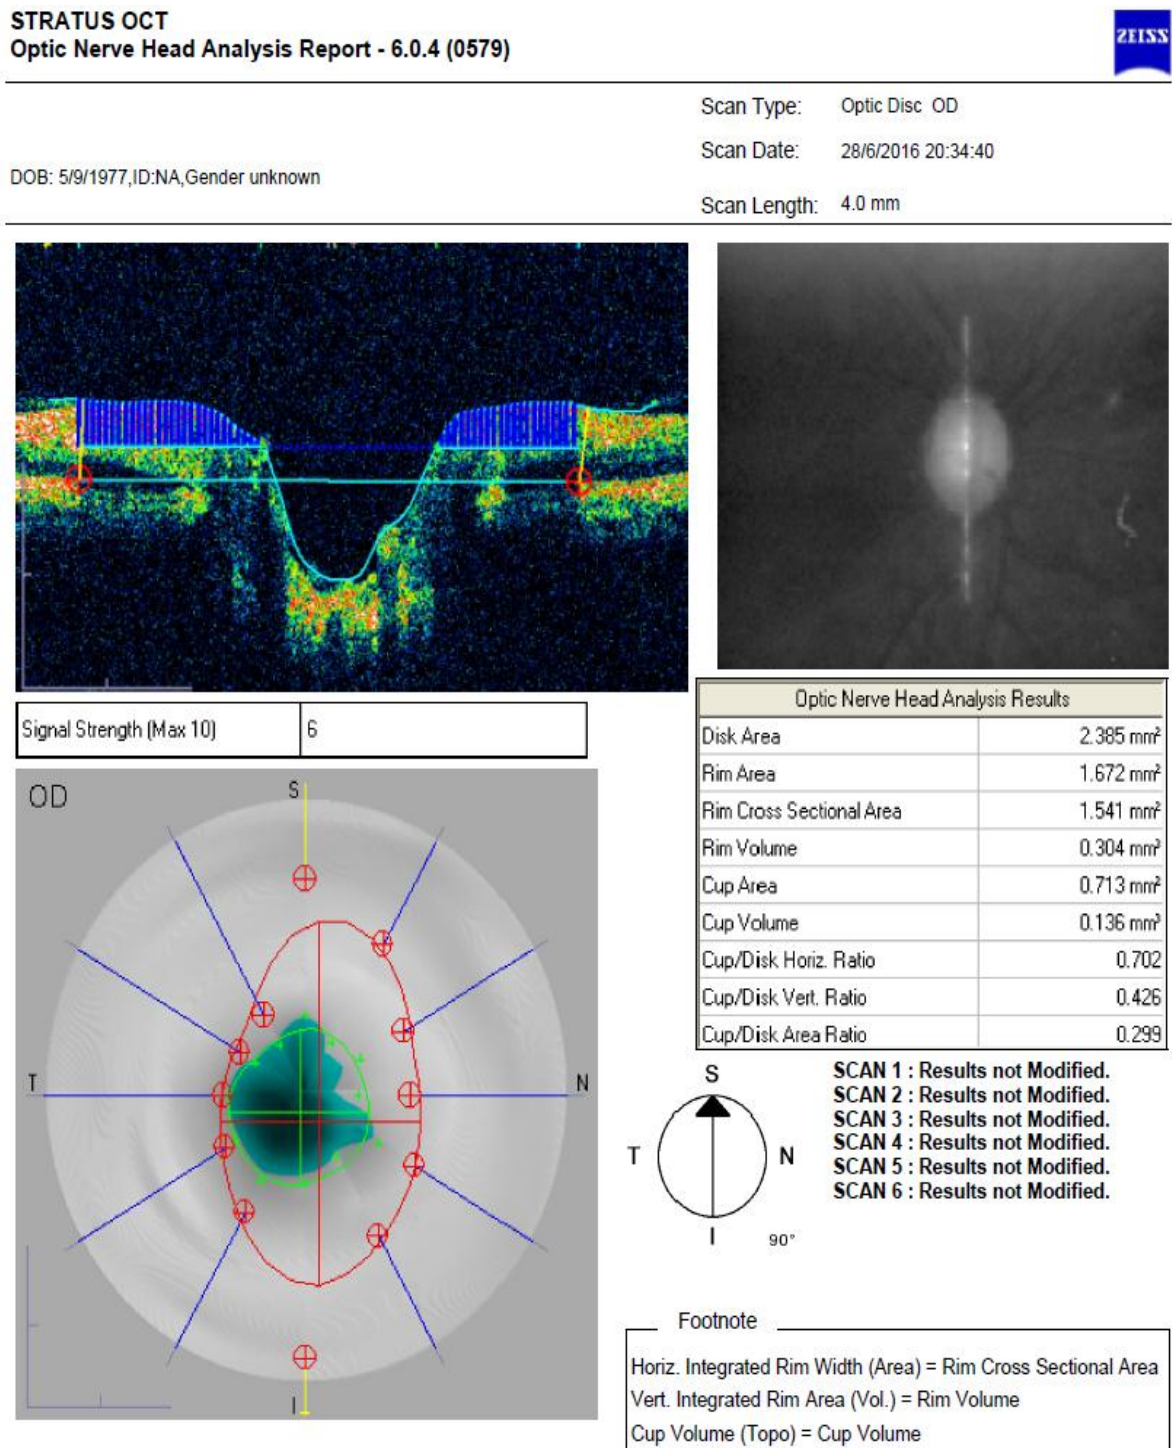 STRATUS OCT
Optic Nerve Head Analysis Report - 6.0.4 (0579)
ZEISS
Scan Type: Optic Disc OD
Scan Date: 28/6/2016 20:34:40
DOB: 5/9/1977,ID:NA,Gender unknown
Scan Length: 4.0 mm
Signal Strength (Max 10) 6
Optic Nerve Head Analysis Results
Disk Area 2.385 mm²
Rim Area 1.672 mm²
Rim Cross Sectional Area 1.541 mm²
Rim Volume 0.304 mm²
Cup Area 0.713 mm²
Cup Volume 0.136 mm³
Cup/Disk Horiz. Ratio 0.702
Cup/Disk Vert. Ratio 0.426
Cup/Disk Area Ratio 0.299
OD
S
T
N
I
S
T
N
I
90°
SCAN 1 : Results not Modified.
SCAN 2 : Results not Modified.
SCAN 3 : Results not Modified.
SCAN 4 : Results not Modified.
SCAN 5 : Results not Modified.
SCAN 6 : Results not Modified.
Footnote
Horiz. Integrated Rim Width (Area) = Rim Cross Sectional Area
Vert. Integrated Rim Area (Vol.) = Rim Volume
Cup Volume (Topo) = Cup Volume